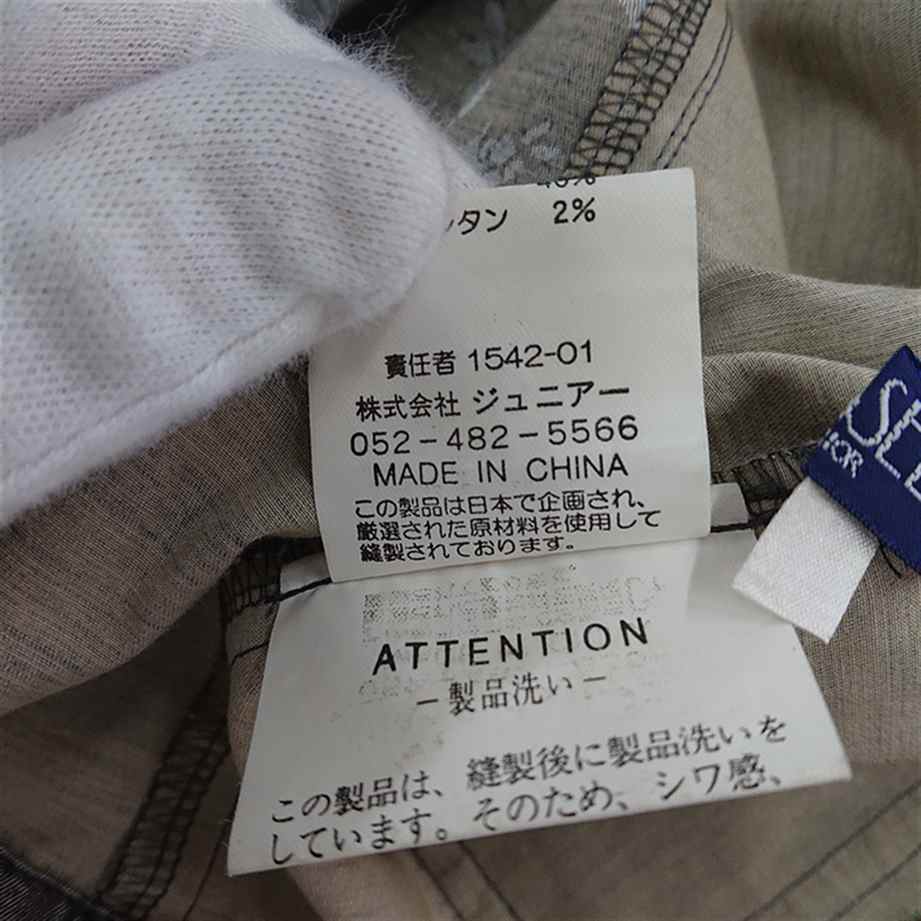 タン 2%
責任者 1542-01
株式会社 ジュニアー
052-482-5566
MADE IN CHINA
この製品は日本で企画され、
厳選された原材料を使用して
縫製されております。
ATTENTION
－製品洗い－
この製品は、縫製後に製品洗いを
しています。そのため、シワ感、